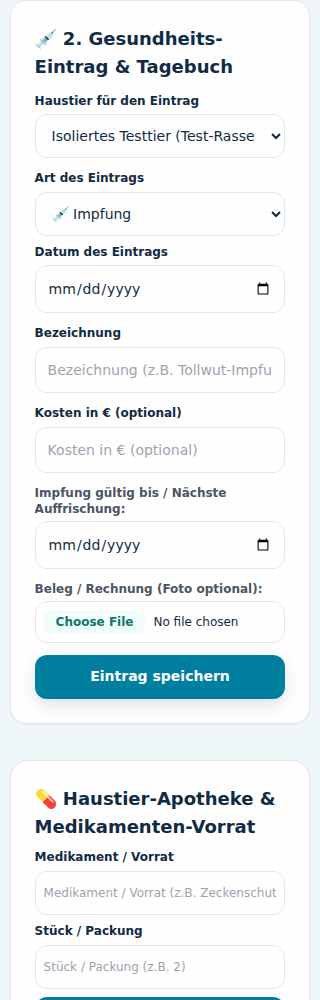 💉 2. Gesundheits-
Eintrag & Tagebuch
Haustier für den Eintrag
Isoliertes Testtier (Test-Rasse
Art des Eintrags
💉 Impfung
Datum des Eintrags
mm/dd/yyyy
Bezeichnung
Bezeichnung (z.B. Tollwut-Impfu
Kosten in € (optional)
Kosten in € (optional)
Impfung gültig bis / Nächste
Auffrischung:
mm/dd/yyyy
Beleg / Rechnung (Foto optional):
Choose File No file chosen
Eintrag speichern
💊 Haustier-Apotheke &
Medikamenten-Vorrat
Medikament / Vorrat
Medikament / Vorrat (z.B. Zeckenschut
Stück / Packung
Stück / Packung (z.B. 2)